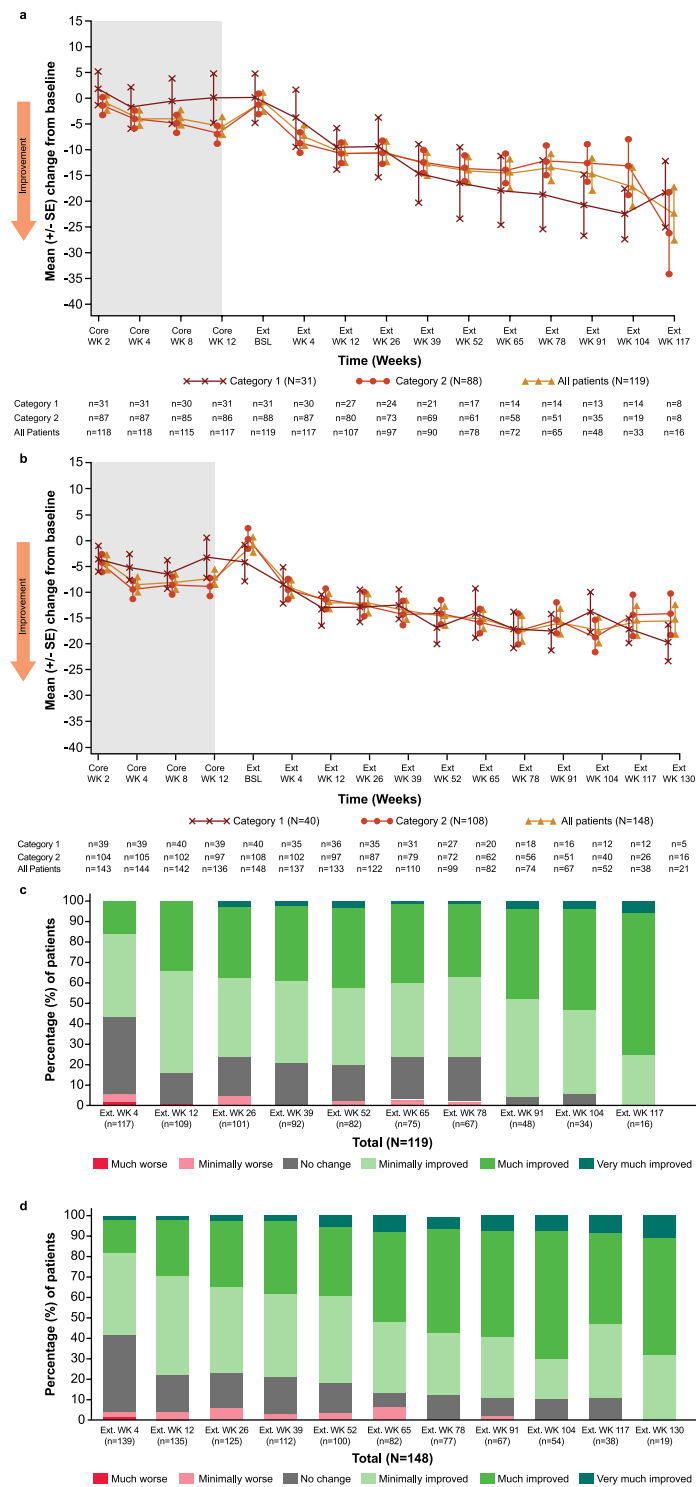 a
15
10
5
0
-5
-10
-15
-20
-25
-30
-35
-40
Mean (+/- SE) change from baseline
Improvement
Core WK 2
Core WK 4
Core WK 8
Core WK 12
Ext BSL
Ext WK 4
Ext WK 12
Ext WK 26
Ext WK 39
Ext WK 52
Ext WK 65
Ext WK 78
Ext WK 91
Ext WK 104
Ext WK 117
Time (Weeks)
Category 1 (N=31) Category 2 (N=88) All patients (N=119)
Category 1 n=31 n=31 n=30 n=31 n=31 n=30 n=27 n=24 n=21 n=17 n=14 n=14 n=13 n=14 n=8
Category 2 n=87 n=87 n=85 n=86 n=88 n=87 n=80 n=73 n=69 n=61 n=58 n=51 n=35 n=19 n=8
All Patients n=118 n=118 n=115 n=117 n=119 n=117 n=107 n=97 n=90 n=78 n=72 n=65 n=48 n=33 n=16
b
15
10
5
0
-5
-10
-15
-20
-25
-30
-35
-40
Mean (+/- SE) change from baseline
Improvement
Core WK 2
Core WK 4
Core WK 8
Core WK 12
Ext BSL
Ext WK 4
Ext WK 12
Ext WK 26
Ext WK 39
Ext WK 52
Ext WK 65
Ext WK 78
Ext WK 91
Ext WK 104
Ext WK 117
Ext WK 130
Time (Weeks)
Category 1 (N=40) Category 2 (N=108) All patients (N=148)
Category 1 n=39 n=39 n=40 n=39 n=40 n=35 n=36 n=35 n=31 n=27 n=20 n=18 n=16 n=12 n=12 n=5
Category 2 n=104 n=105 n=102 n=97 n=108 n=102 n=97 n=87 n=79 n=72 n=62 n=56 n=51 n=40 n=26 n=16
All Patients n=143 n=144 n=142 n=136 n=148 n=137 n=133 n=122 n=110 n=99 n=82 n=74 n=67 n=52 n=38 n=21
c
100
90
80
70
60
50
40
30
20
10
0
Percentage (%) of patients
Ext. WK 4 Ext. WK 12 Ext. WK 26 Ext. WK 39 Ext. WK 52 Ext. WK 65 Ext. WK 78 Ext. WK 91 Ext. WK 104 Ext. WK 117
(n=117) (n=109) (n=101) (n=92) (n=82) (n=75) (n=67) (n=48) (n=34) (n=16)
Total (N=119)
Much worse Minimally worse No change Minimally improved Much improved Very much improved
d
100
90
80
70
60
50
40
30
20
10
0
Percentage (%) of patients
Ext. WK 4 Ext. WK 12 Ext. WK 26 Ext. WK 39 Ext. WK 52 Ext. WK 65 Ext. WK 78 Ext. WK 91 Ext. WK 104 Ext. WK 117 Ext. WK 130
(n=139) (n=135) (n=125) (n=112) (n=100) (n=82) (n=77) (n=67) (n=54) (n=38) (n=19)
Total (N=148)
Much worse Minimally worse No change Minimally improved Much improved Very much improved